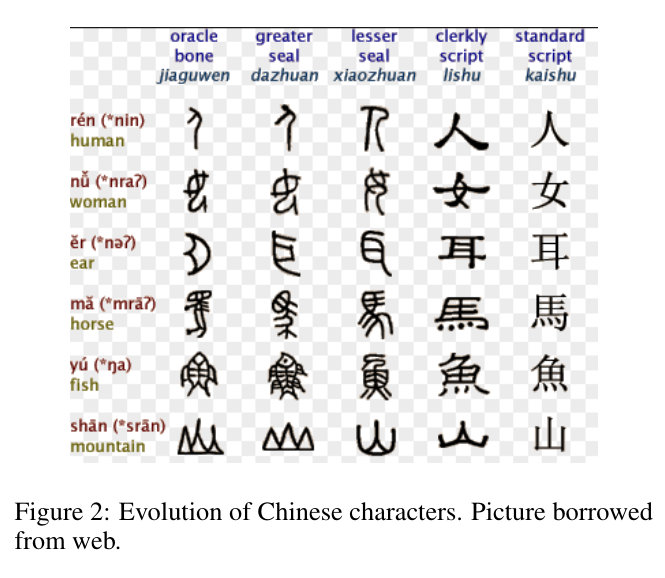 oracle bone jiaguwen
greater seal dazhuan
lesser seal xiaozhuan
clerkly script lishu
standard script kaishu
rén (*nin)
human
人 人
nǚ (*nraʔ)
woman
女 女
ěr (*nəʔ)
ear
耳 耳
mǎ (*mrāʔ)
horse
馬 馬
yú (*ŋa)
fish
魚 魚
shān (*srān)
mountain
山 山
Figure 2: Evolution of Chinese characters. Picture borrowed
from web.